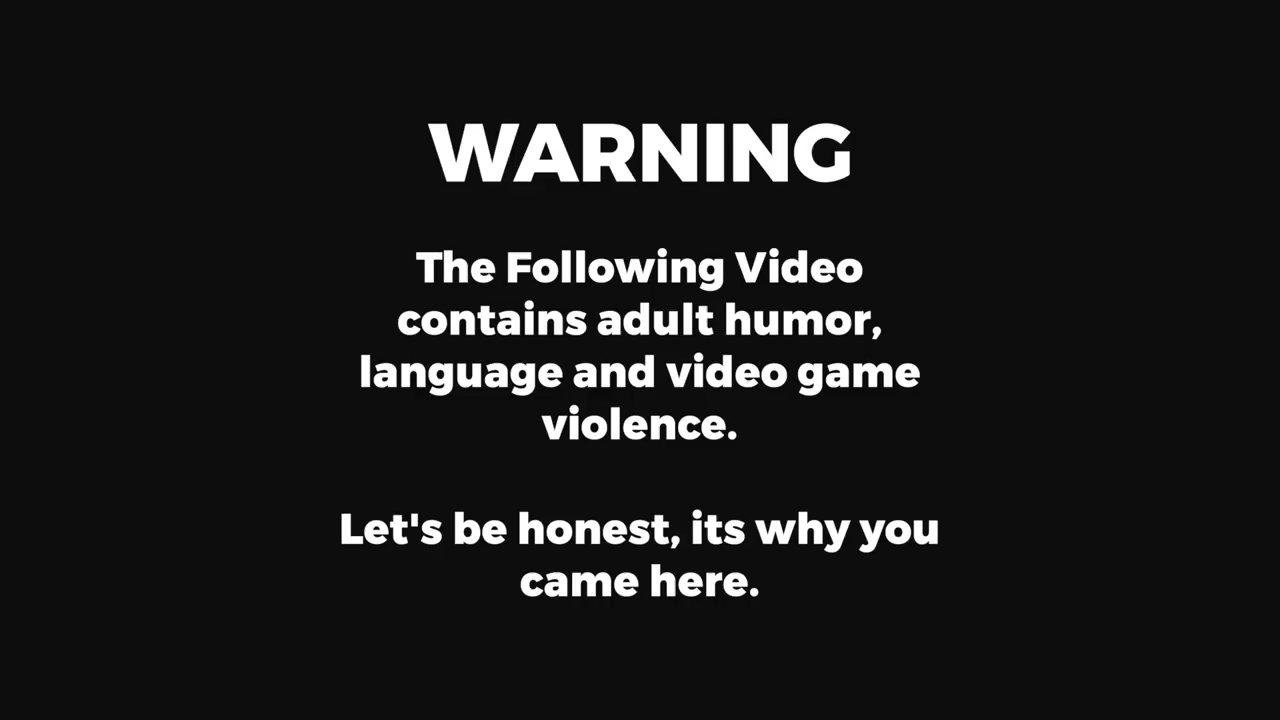 WARNING
The Following Video
contains adult humor,
language and video game
violence.
Let's be honest, its why you
came here.